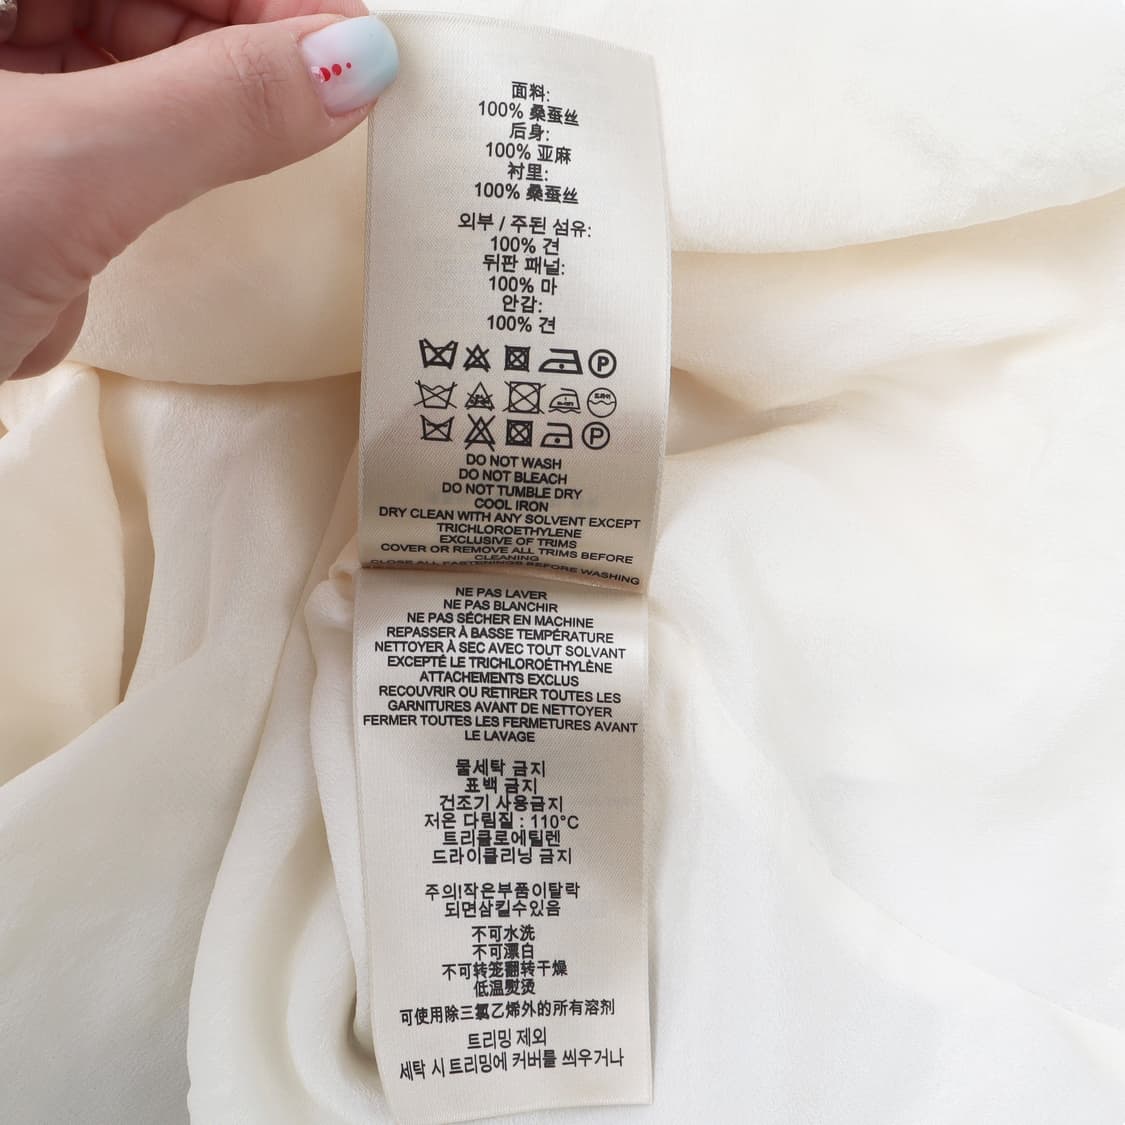 面料:
100% 桑蚕丝
后身:
100% 亚麻
衬里:
100% 桑蚕丝
외부 / 주된 섬유:
100% 견
뒤판 패널:
100% 마
안감:
100% 견
P
P
DO NOT WASH
DO NOT BLEACH
DO NOT TUMBLE DRY
COOL IRON
DRY CLEAN WITH ANY SOLVENT EXCEPT
TRICHLOROETHYLENE
EXCLUSIVE OF TRIMS
COVER OR REMOVE ALL TRIMS BEFORE
CLEANING
CLOSE ALL FASTENINGS BEFORE WASHING
NE PAS LAVER
NE PAS BLANCHIR
NE PAS SÉCHER EN MACHINE
REPASSER À BASSE TEMPÉRATURE
NETTOYER À SEC AVEC TOUT SOLVANT
EXCEPTÉ LE TRICHLOROÉTHYLÈNE
ATTACHEMENTS EXCLUS
RECOUVRIR OU RETIRER TOUTES LES
GARNITURES AVANT DE NETTOYER
FERMER TOUTES LES FERMETURES AVANT
LE LAVAGE
물세탁 금지
표백 금지
건조기 사용금지
저온 다림질 : 110°C
트리클로에틸렌
드라이클리닝 금지
주의!작은부품이탈락
되면삼킬수있음
不可水洗
不可漂白
不可转笼翻转干燥
低温熨烫
可使用除三氯乙烯外的所有溶剂
트리밍 제외
세탁 시 트리밍에 커버를 씌우거나